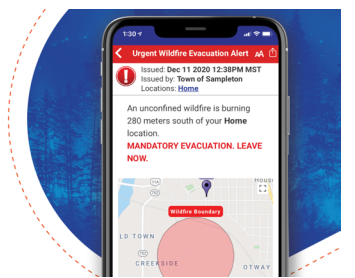 1:30
Urgent Wildfire Evacuation Alert AA
Issued: Dec 11 2020 12:38PM MST
Issued by: Town of Sampleton
Locations: Home
An unconfined wildfire is burning
280 meters south of your Home
location.
MANDATORY EVACUATION. LEAVE
NOW.
Wildfire Boundary
LD TOWN
CREEKSIDE
OTWAY